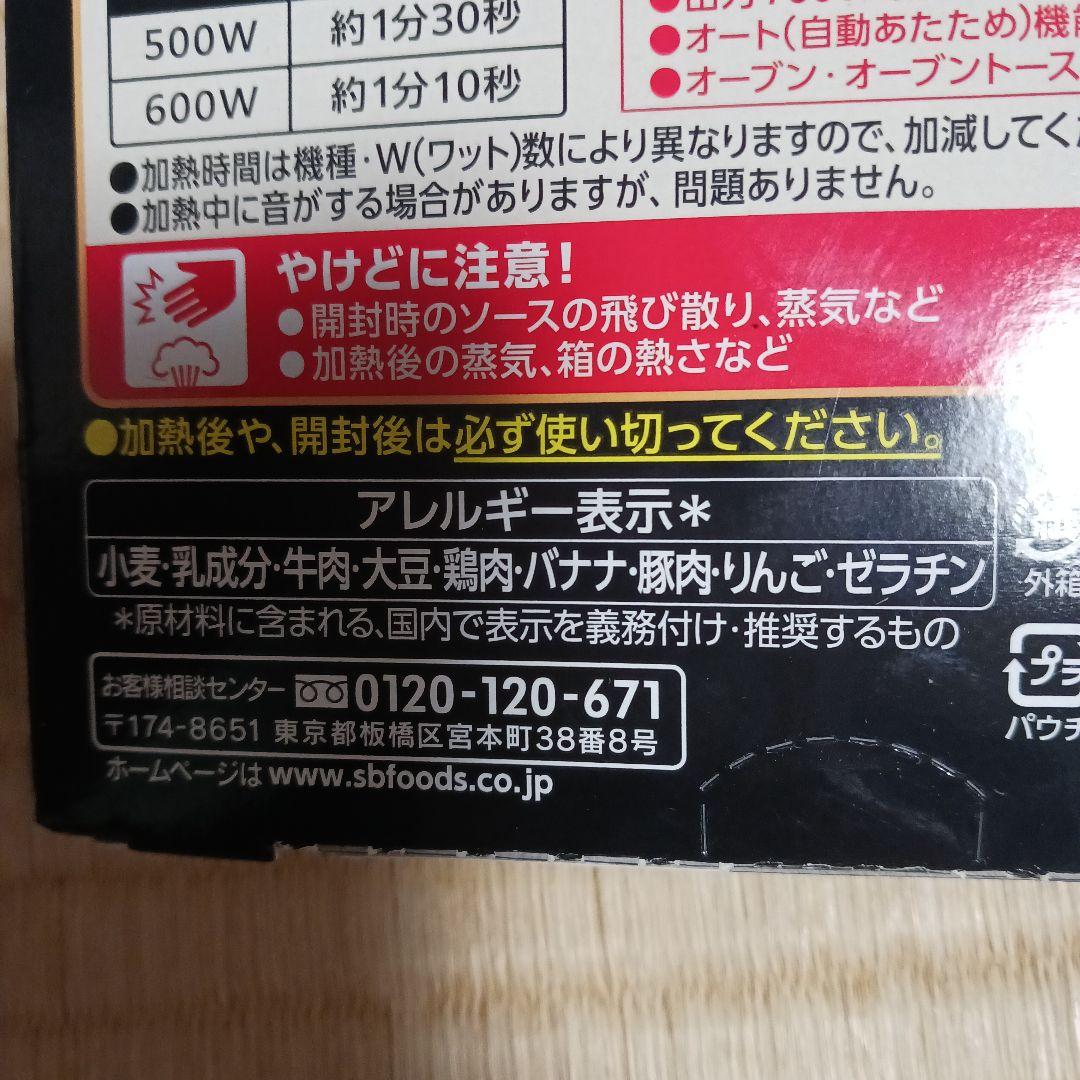 500W 約1分30秒
600W 約1分10秒
●オート(自動あたため)機能
●オーブン・オーブントース
●加熱時間は機種・W(ワット)数により異なりますので、加減してくだ
●加熱中に音がする場合がありますが、問題ありません。
やけどに注意!
●開封時のソースの飛び散り、蒸気など
●加熱後の蒸気、箱の熱さなど
●加熱後や、開封後は必ず使い切ってください。
アレルギー表示*
小麦・乳成分・牛肉・大豆・鶏肉・バナナ・豚肉・りんご・ゼラチン
*原材料に含まれる、国内で表示を義務付け・推奨するもの
外箱
プラ
パウチ
お客様相談センター 0120-120-671
〒174-8651 東京都板橋区宮本町38番8号
ホームページは www.sbfoods.co.jp